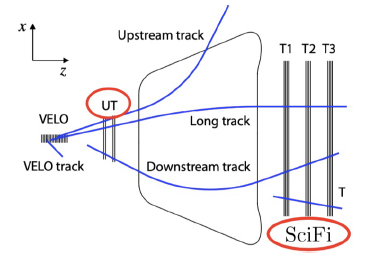 x
z
Upstream track
T1 T2 T3
UT
VELO
Long track
VELO track
Downstream track
T
SciFi